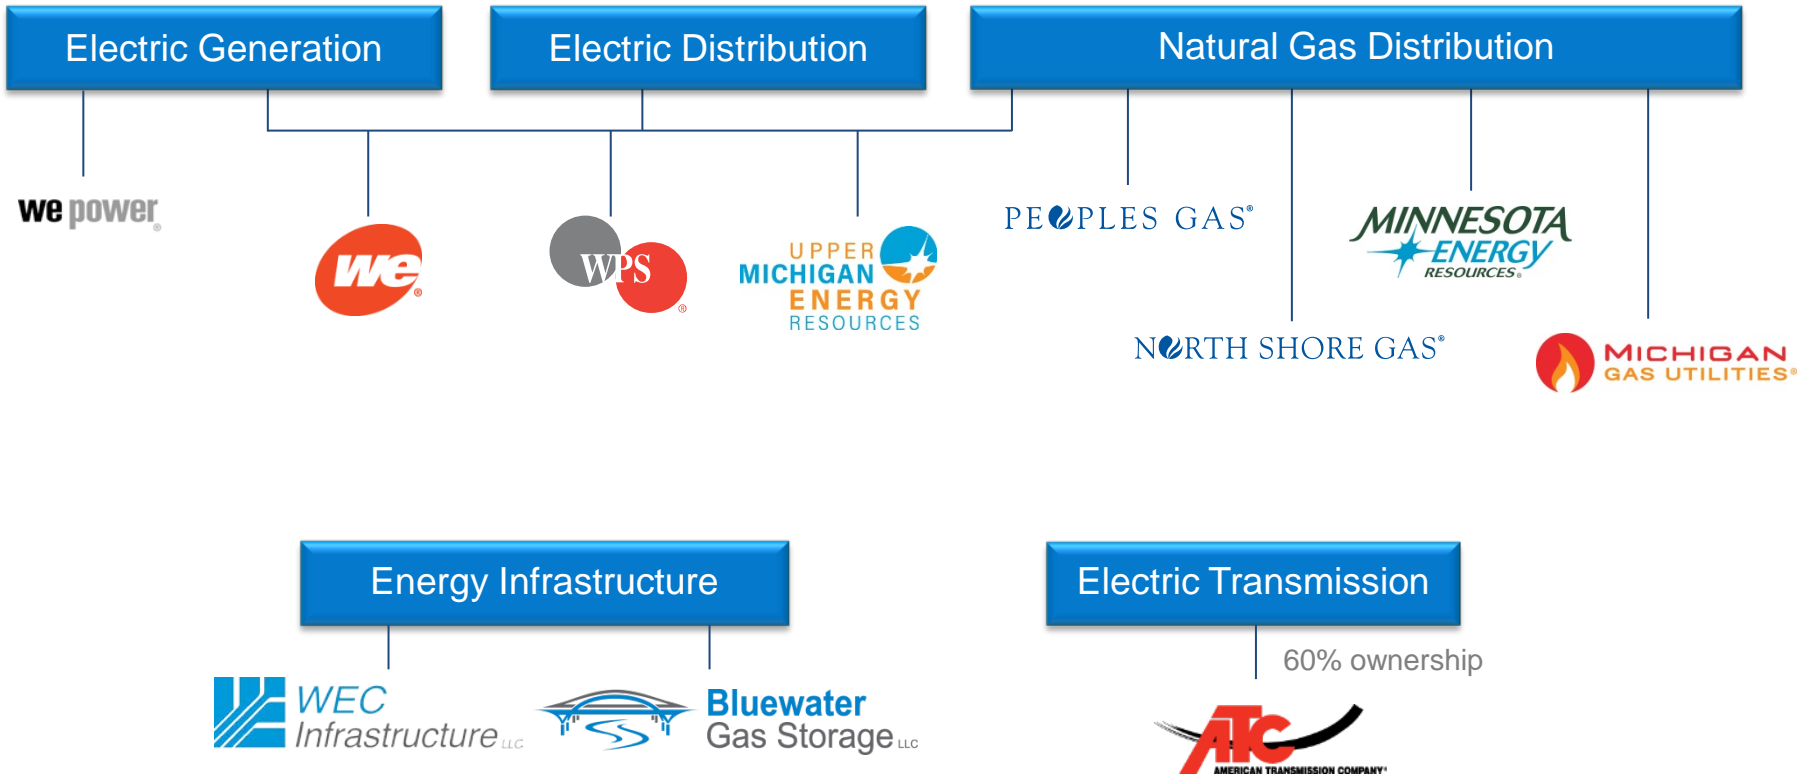 Electric Generation
Electric Distribution
Natural Gas Distribution
we power®
we®
WPS®
UPPER
MICHIGAN
ENERGY
RESOURCES
PEOPLES GAS®
MINNESOTA
ENERGY
RESOURCES®
NORTH SHORE GAS®
MICHIGAN
GAS UTILITIES®
Energy Infrastructure
Electric Transmission
60% ownership
WEC
Infrastructure LLC
Bluewater
Gas Storage LLC
ATC
AMERICAN TRANSMISSION COMPANY®